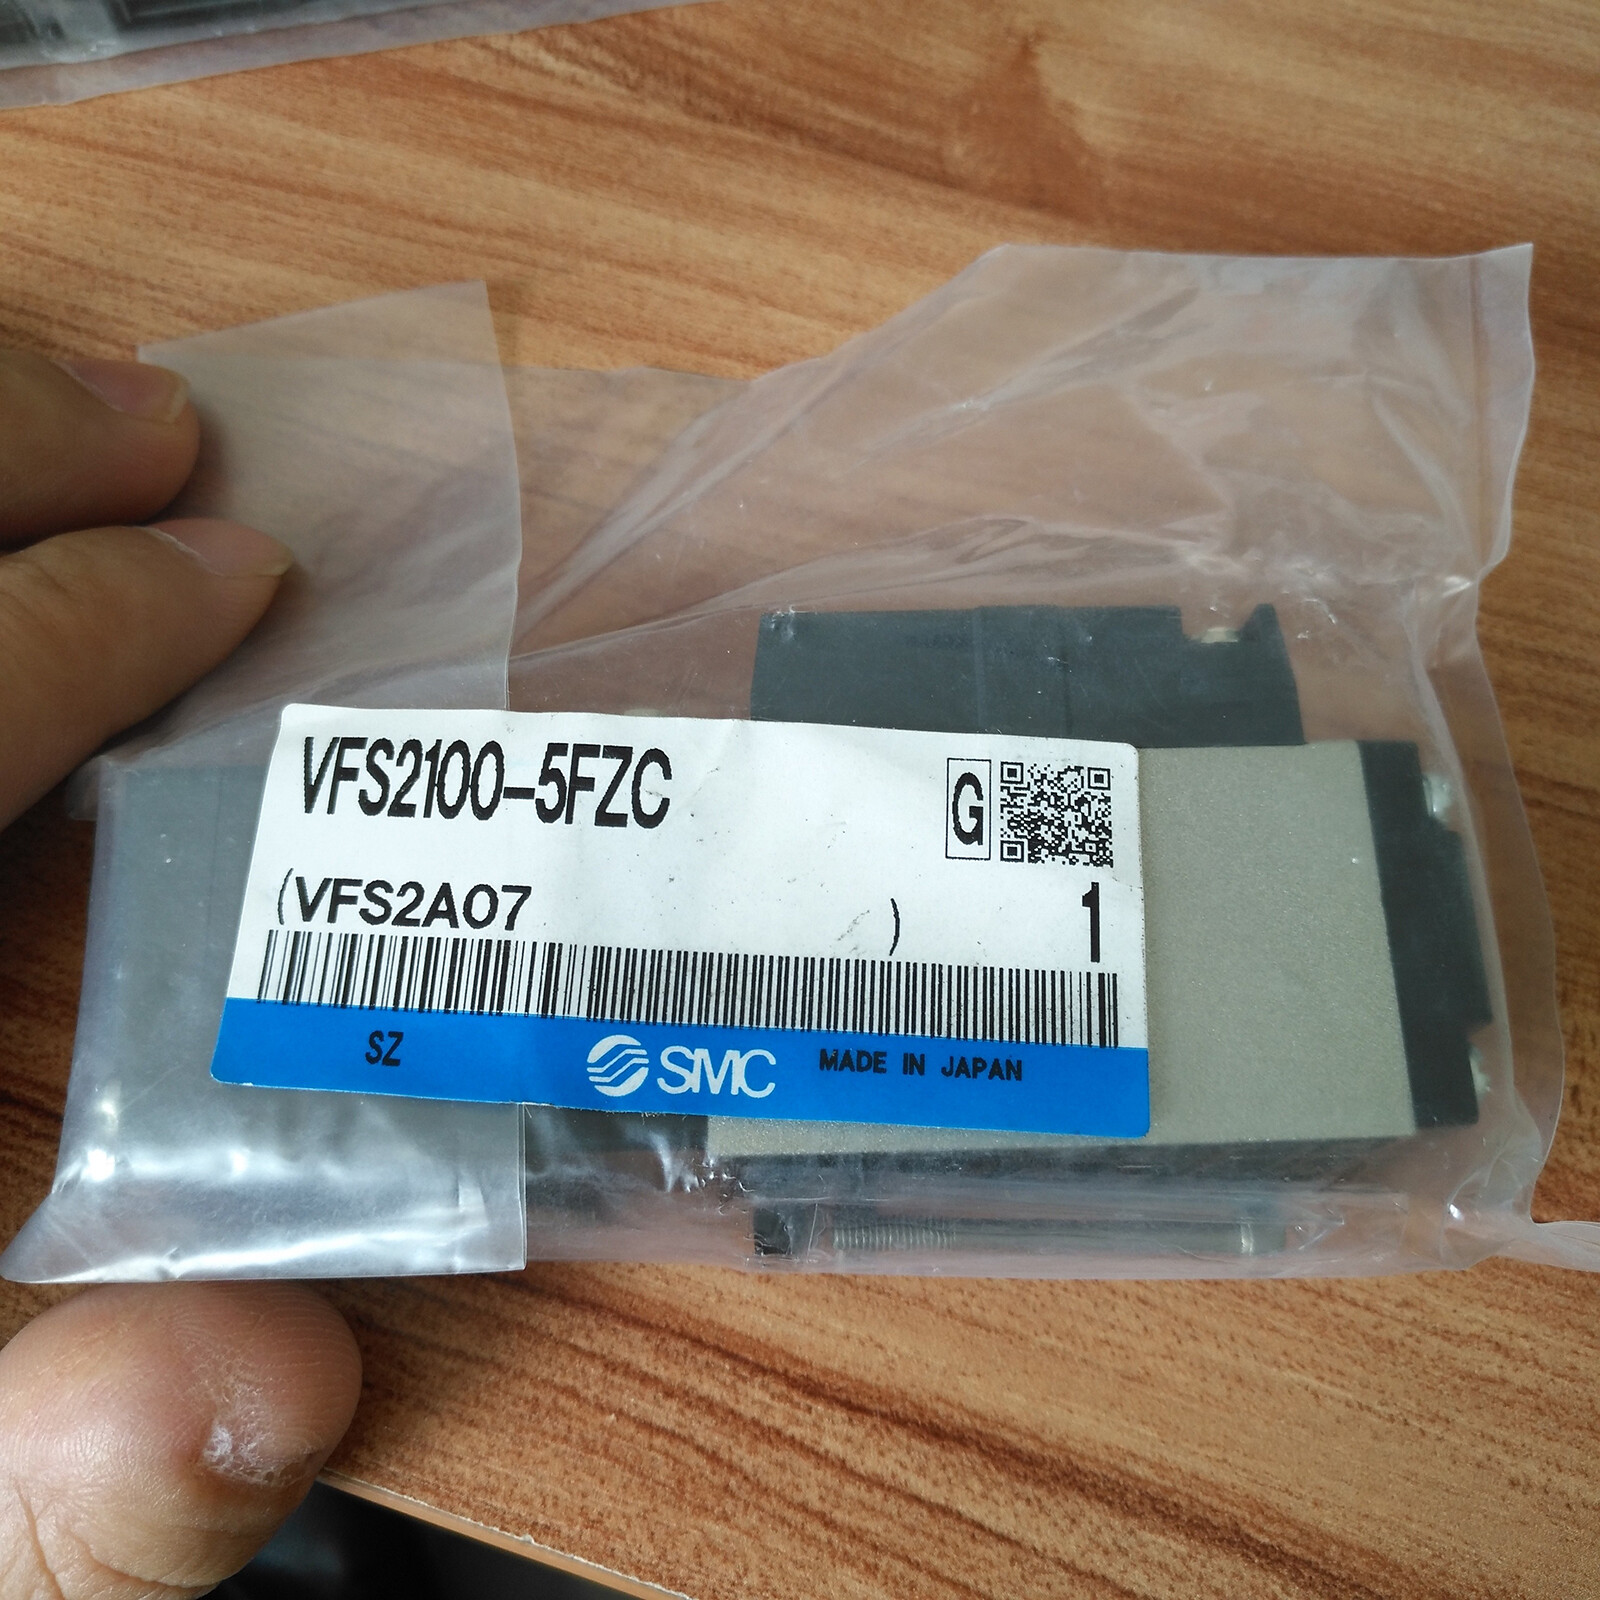 VFS2100-5FZC
G
(VFS2A07 )
1
SZ
SMC
MADE IN JAPAN